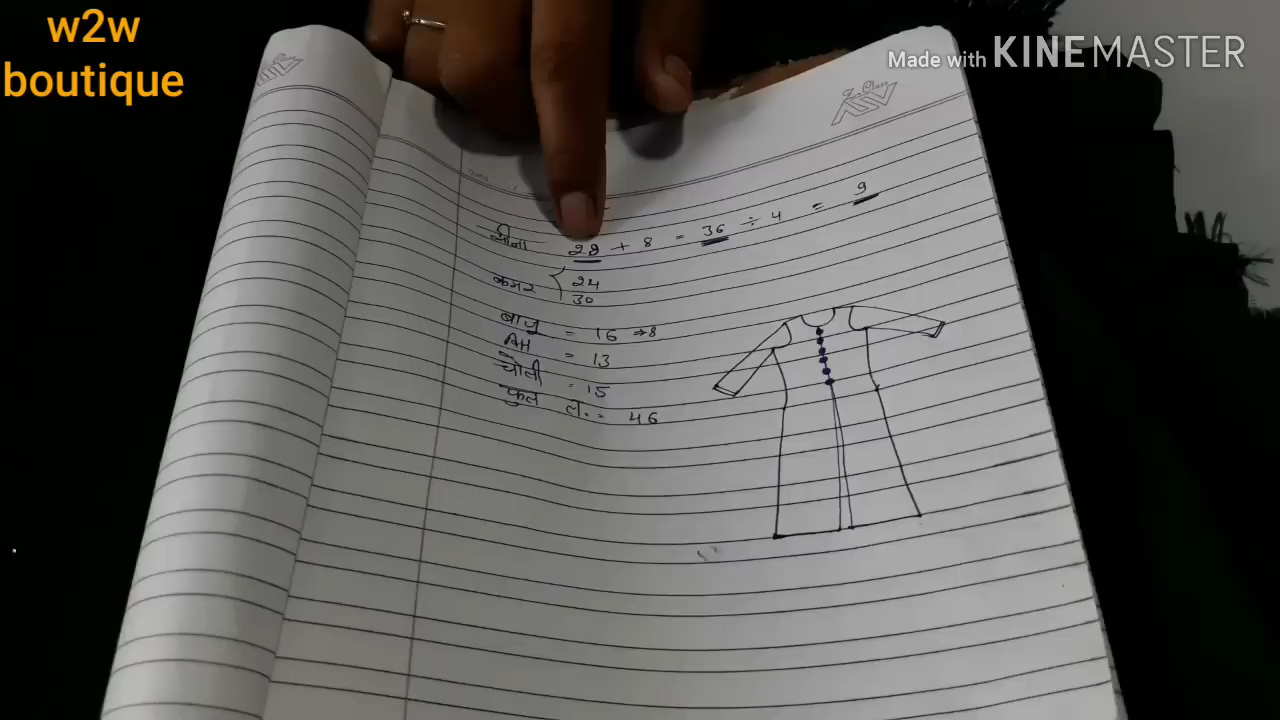 w2w
boutique
Made with KINEMASTER
सीना 28 + 8 = 36 ÷ 4 = 9
कमर { 24
30
बाजु = 16 → 8
AH = 13
चोली = 15
कुल ले. = 46